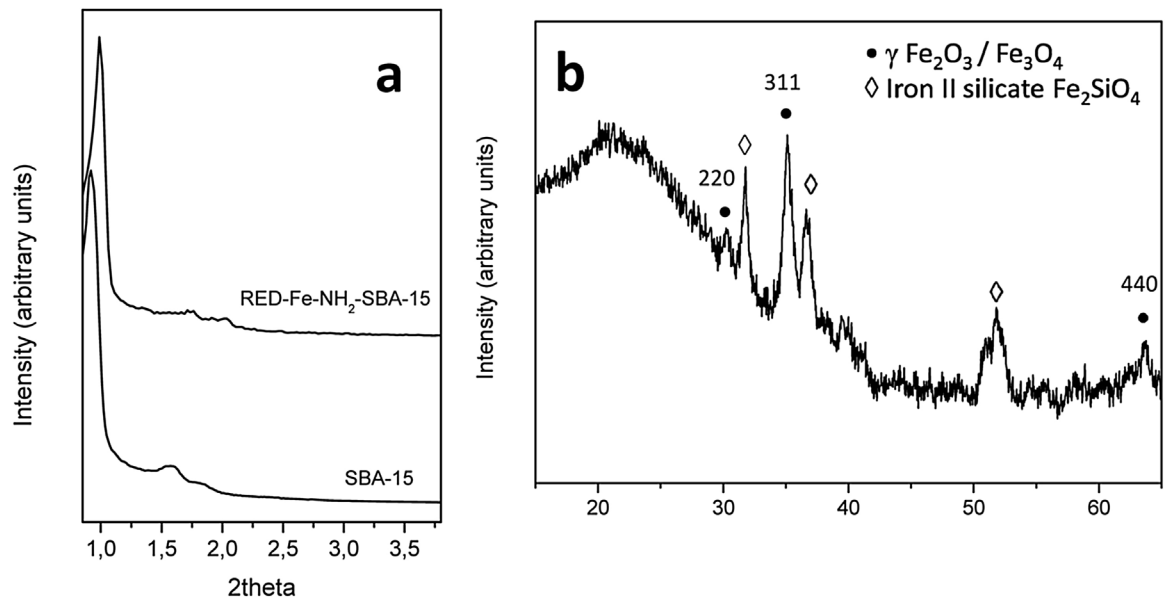 a
Intensity (arbitrary units)
RED-Fe-NH₂-SBA-15
SBA-15
1,0 1,5 2,0 2,5 3,0 3,5
2theta
b
Intensity (arbitrary units)
● γ Fe₂O₃ / Fe₃O₄
◊ Iron II silicate Fe₂SiO₄
311
220
440
20 30 40 50 60